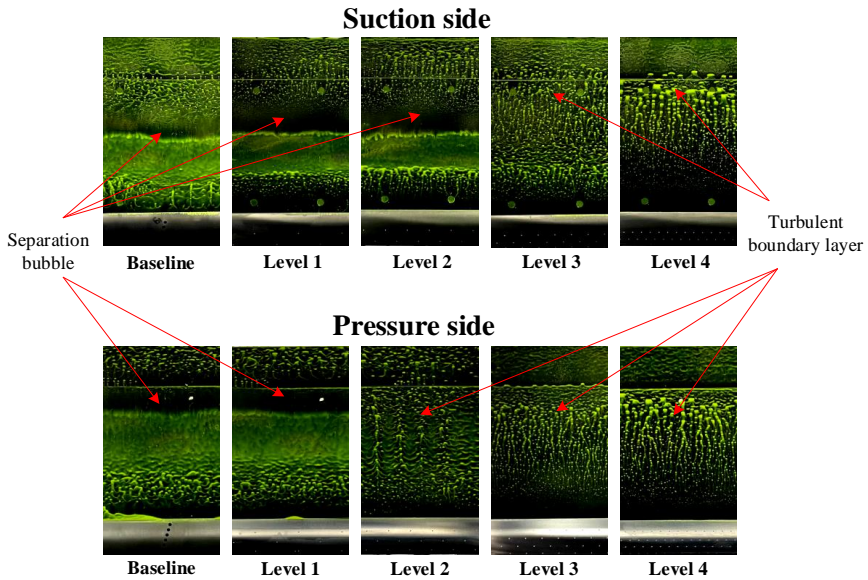 Suction side
Separation
bubble
Turbulent
boundary layer
Baseline
Level 1
Level 2
Level 3
Level 4
Pressure side
Baseline
Level 1
Level 2
Level 3
Level 4